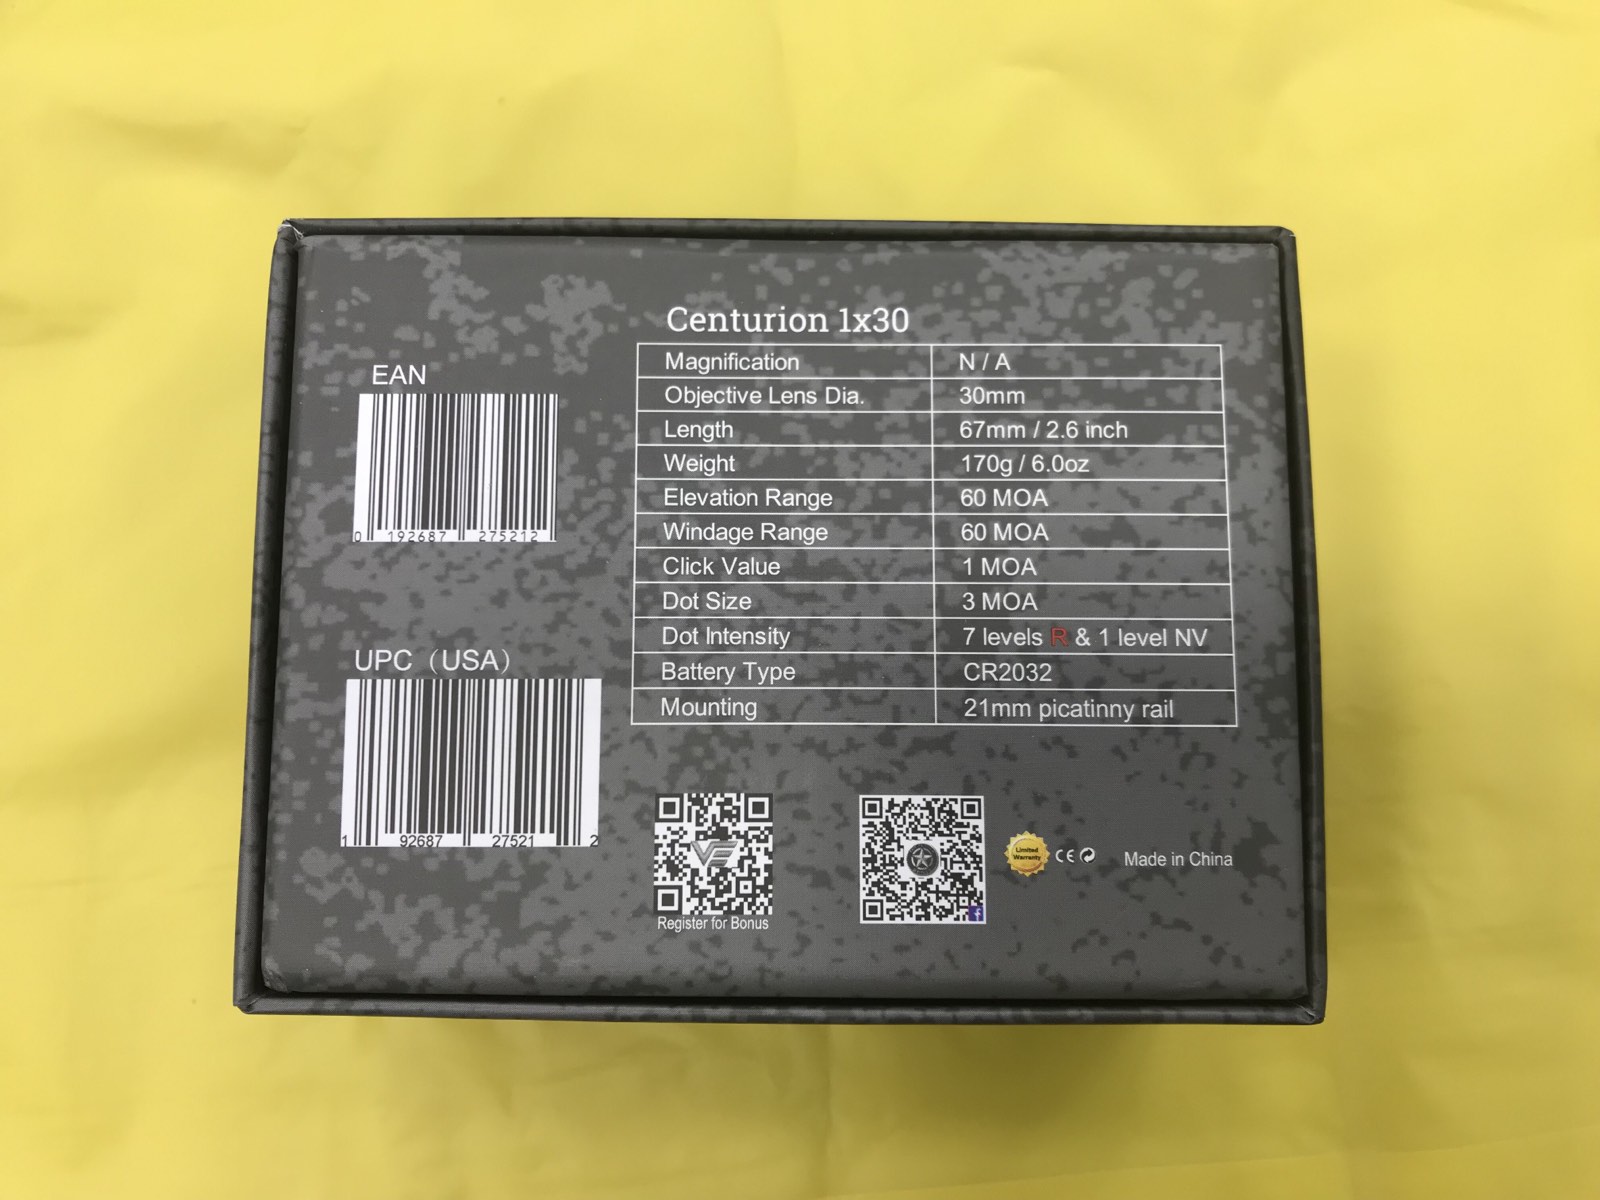 Centurion 1x30
EAN
0 192687 275212
UPC (USA)
1 92687 27521 2
Magnification N / A
Objective Lens Dia. 30mm
Length 67mm / 2.6 inch
Weight 170g / 6.0oz
Elevation Range 60 MOA
Windage Range 60 MOA
Click Value 1 MOA
Dot Size 3 MOA
Dot Intensity 7 levels R & 1 level NV
Battery Type CR2032
Mounting 21mm picatinny rail
Register for Bonus
f
Limited
Warranty
CE
Made in China